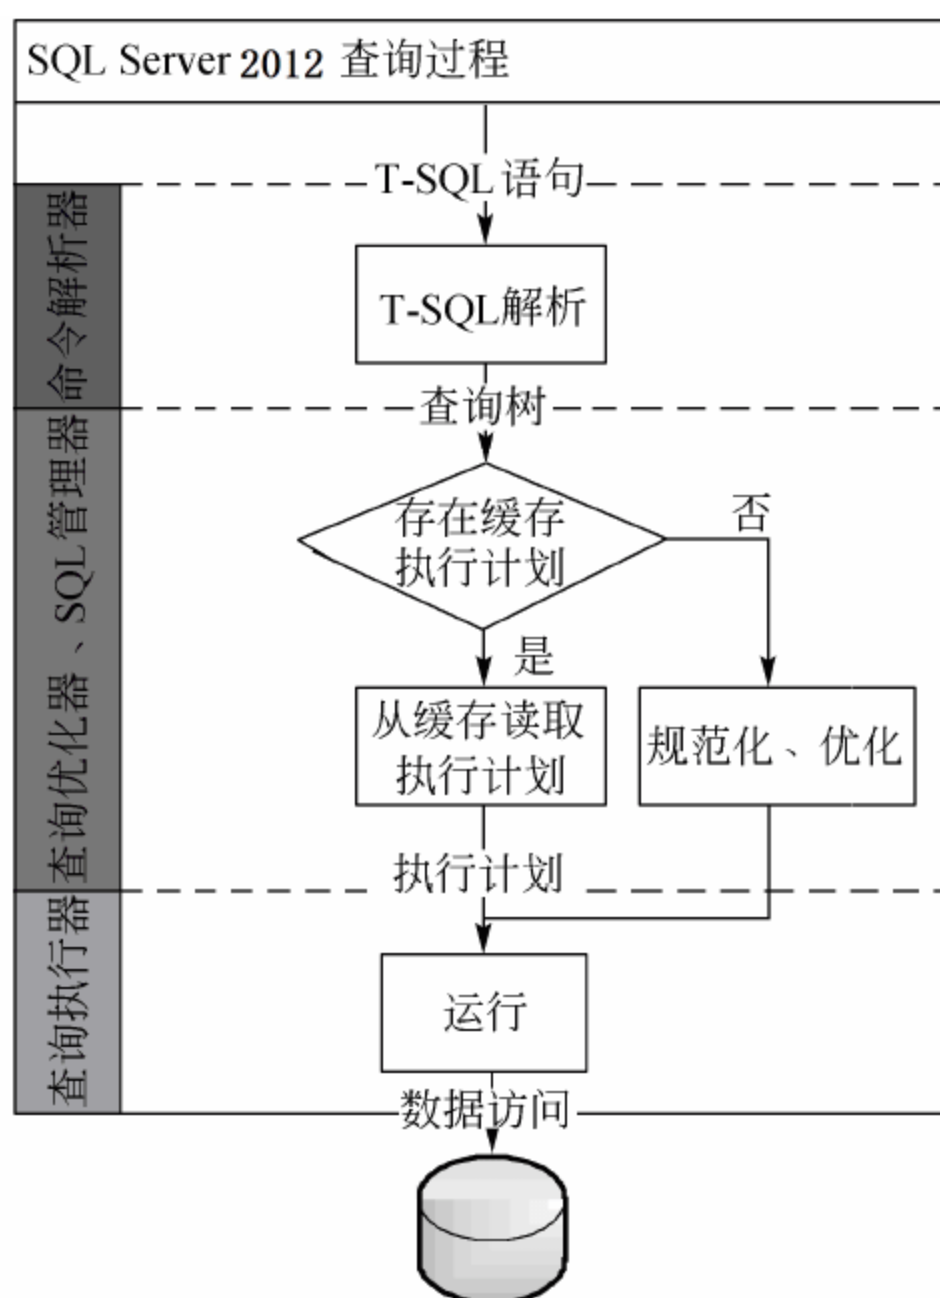 SQL Server 2012 查询过程
T-SQL 语句
命令解析器
T-SQL解析
查询树
查询优化器、SQL管理器
存在缓存
执行计划
否
是
从缓存读取
执行计划
规范化、优化
执行计划
查询执行器
运行
数据访问